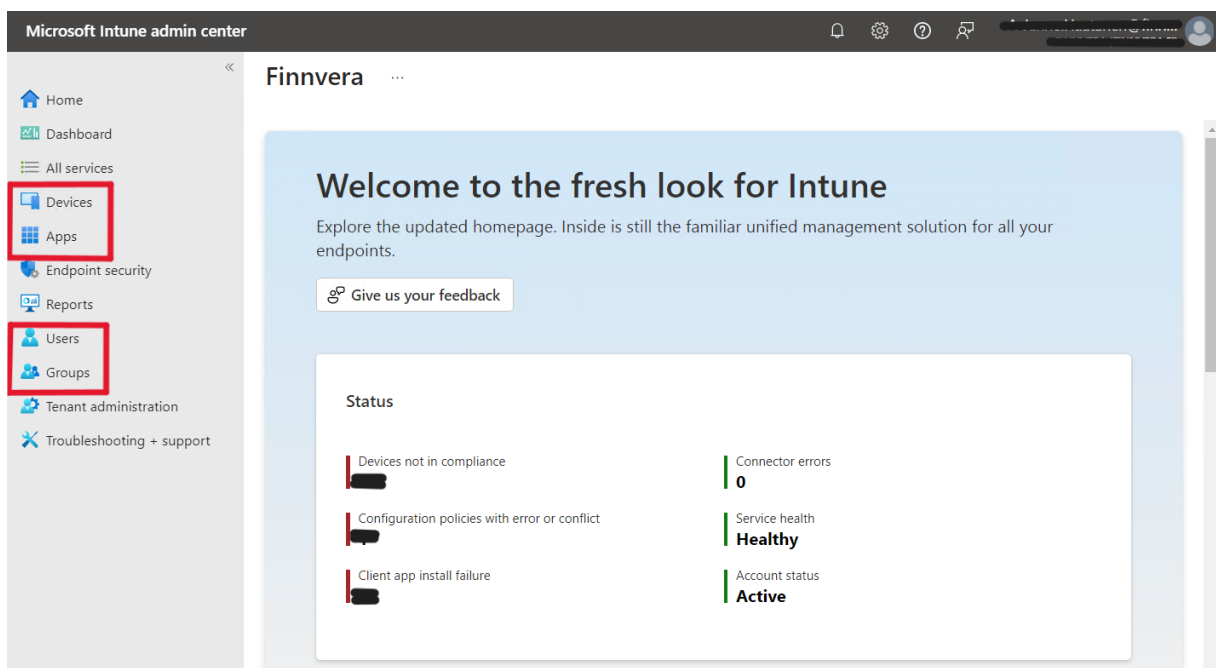 Microsoft Intune admin center
«
Finnvera ...
Home
Dashboard
All services
Devices
Apps
Endpoint security
Reports
Users
Groups
Tenant administration
Troubleshooting + support
Welcome to the fresh look for Intune
Explore the updated homepage. Inside is still the familiar unified management solution for all your
endpoints.
Give us your feedback
Status
Devices not in compliance
Connector errors
0
Configuration policies with error or conflict
Service health
Healthy
Client app install failure
Account status
Active